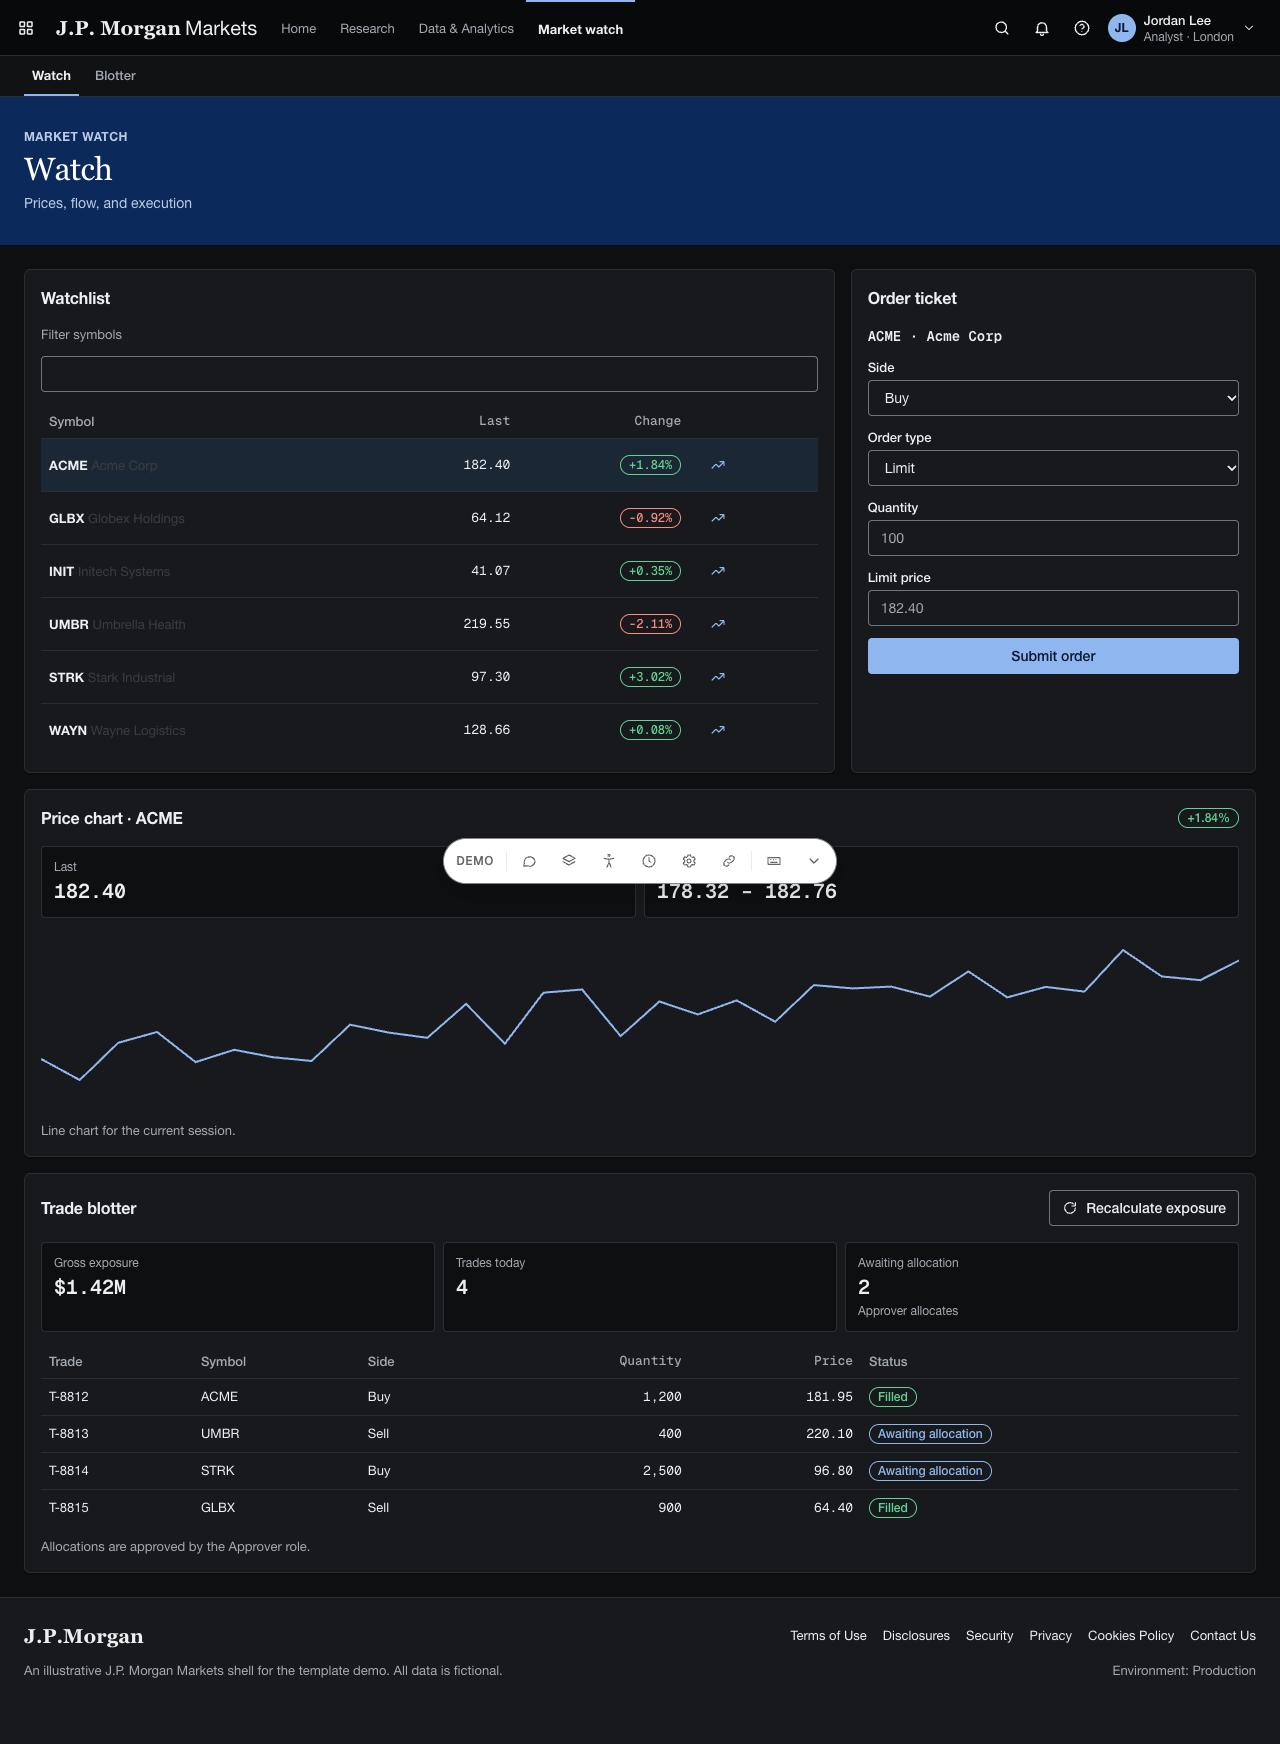 J.P. Morgan Markets Home Research Data & Analytics Market watch JL Jordan Lee
Analyst · London
Watch Blotter
MARKET WATCH
Watch
Prices, flow, and execution
Watchlist
Filter symbols
Symbol Last Change
ACME Acme Corp 182.40 +1.84%
GLBX Globex Holdings 64.12 -0.92%
INIT Initech Systems 41.07 +0.35%
UMBR Umbrella Health 219.55 -2.11%
STRK Stark Industrial 97.30 +3.02%
WAYN Wayne Logistics 128.66 +0.08%
Order ticket
ACME · Acme Corp
Side
Buy
Order type
Limit
Quantity
100
Limit price
182.40
Submit order
Price chart · ACME +1.84%
DEMO
Last
182.40 178.32 – 182.76
Line chart for the current session.
Trade blotter Recalculate exposure
Gross exposure Trades today Awaiting allocation
$1.42M 4 2
Approver allocates
Trade Symbol Side Quantity Price Status
T-8812 ACME Buy 1,200 181.95 Filled
T-8813 UMBR Sell 400 220.10 Awaiting allocation
T-8814 STRK Buy 2,500 96.80 Awaiting allocation
T-8815 GLBX Sell 900 64.40 Filled
Allocations are approved by the Approver role.
J.P.Morgan Terms of Use Disclosures Security Privacy Cookies Policy Contact Us
An illustrative J.P. Morgan Markets shell for the template demo. All data is fictional. Environment: Production